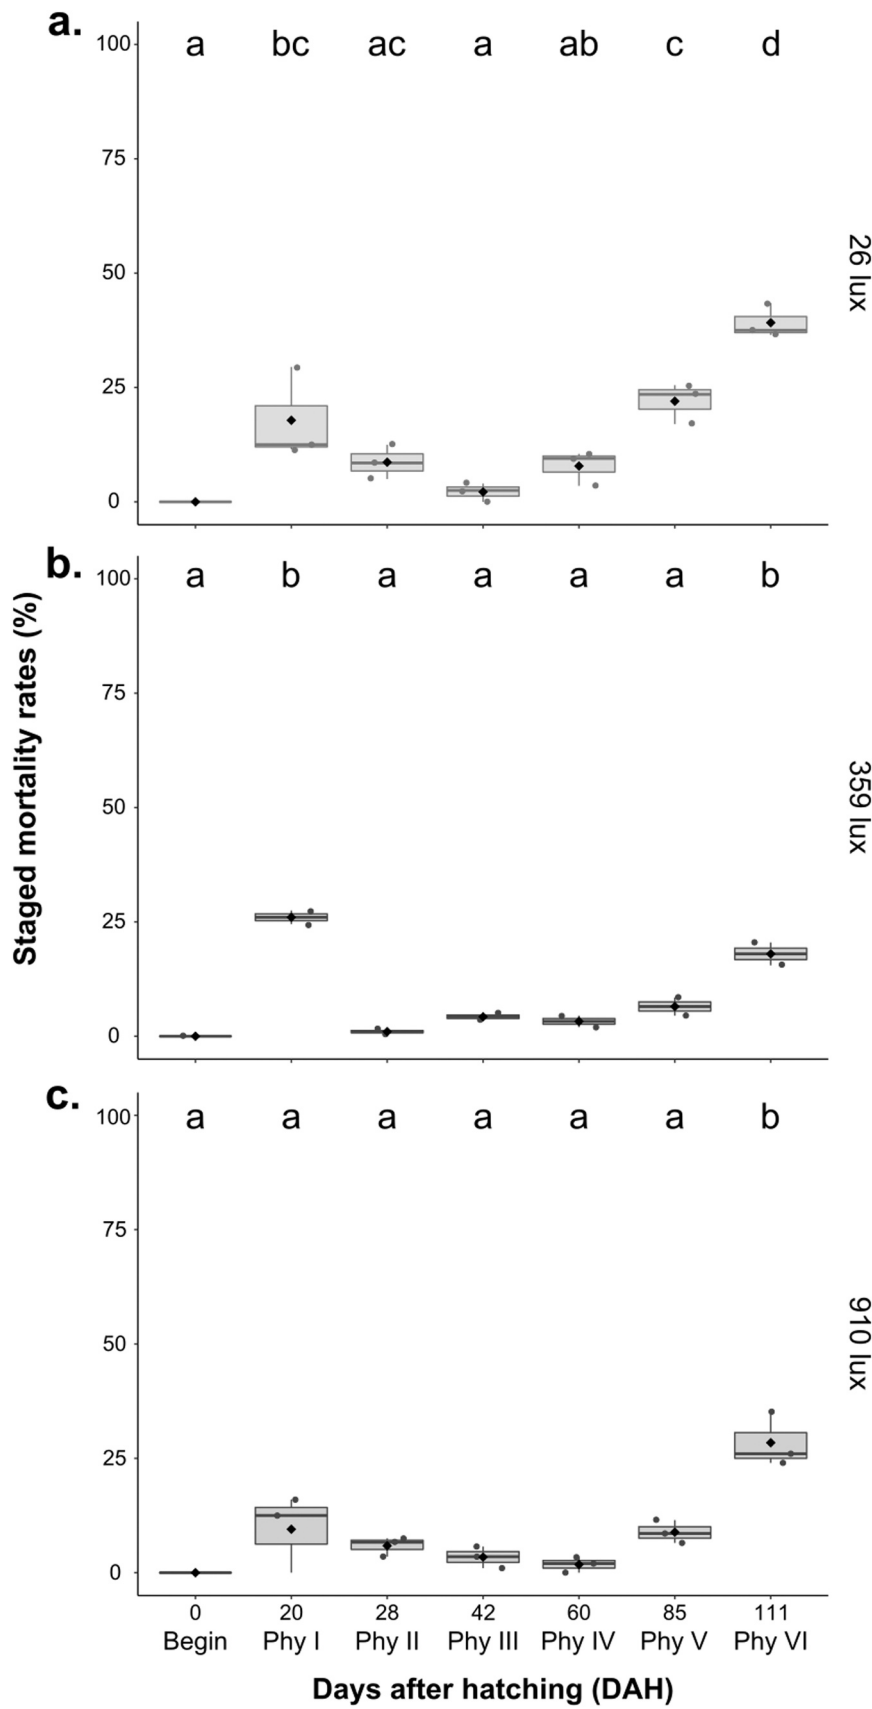 a.
100
a bc ac a ab c d
75
50
25
0
26 lux
b.
100
a b a a a a b
75
50
25
0
359 lux
Staged mortality rates (%)
c.
100
a a a a a a b
75
50
25
0
910 lux
0 20 28 42 60 85 111
Begin Phy I Phy II Phy III Phy IV Phy V Phy VI
Days after hatching (DAH)